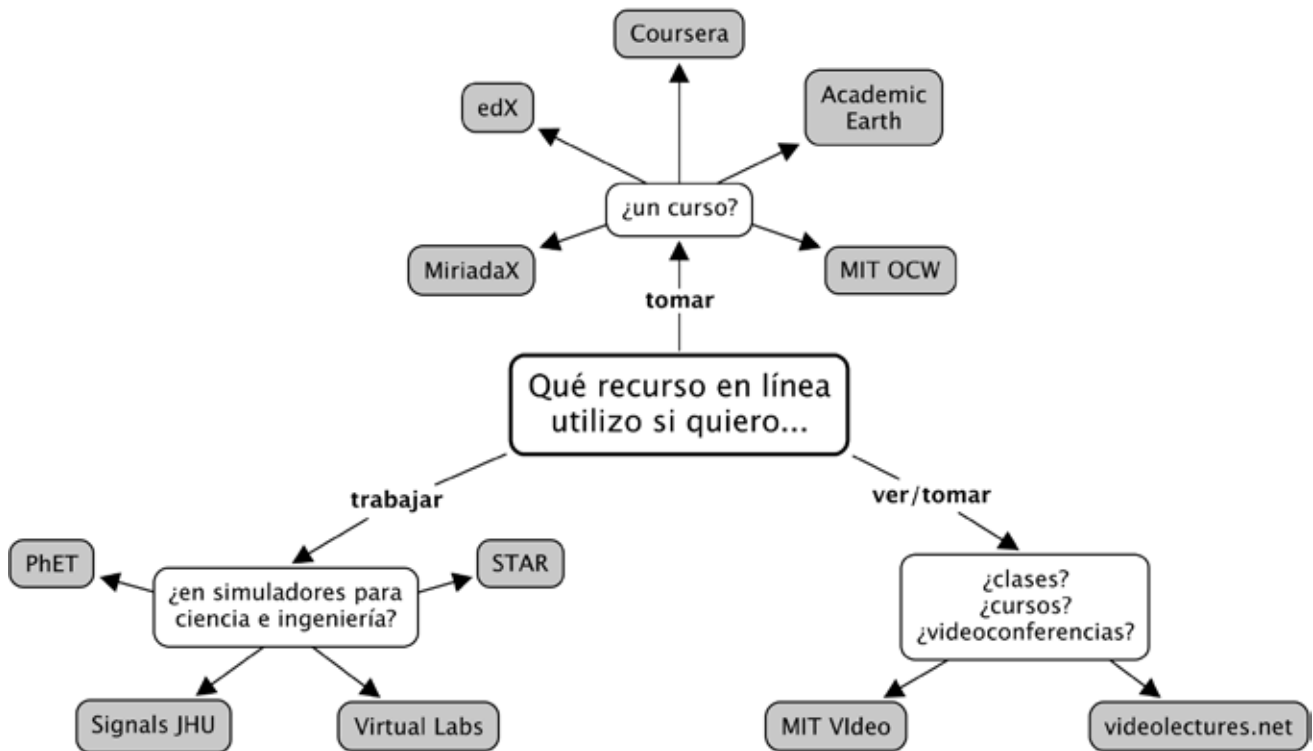 Coursera
edX
Academic
Earth
¿un curso?
MiriadaX
MIT OCW
tomar
Qué recurso en línea
utilizo si quiero...
trabajar
ver/tomar
PhET
STAR
¿en simuladores para
ciencia e ingeniería?
¿clases?
¿cursos?
¿videoconferencias?
Signals JHU
Virtual Labs
MIT VIdeo
videolectures.net